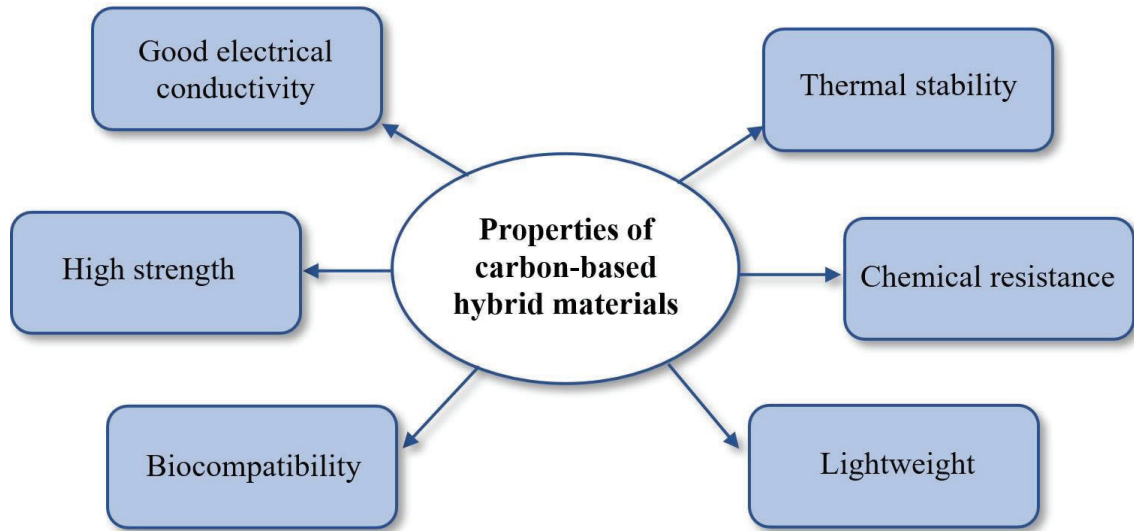 Good electrical
conductivity
Thermal stability
Properties of
carbon-based
hybrid materials
High strength
Chemical resistance
Biocompatibility
Lightweight